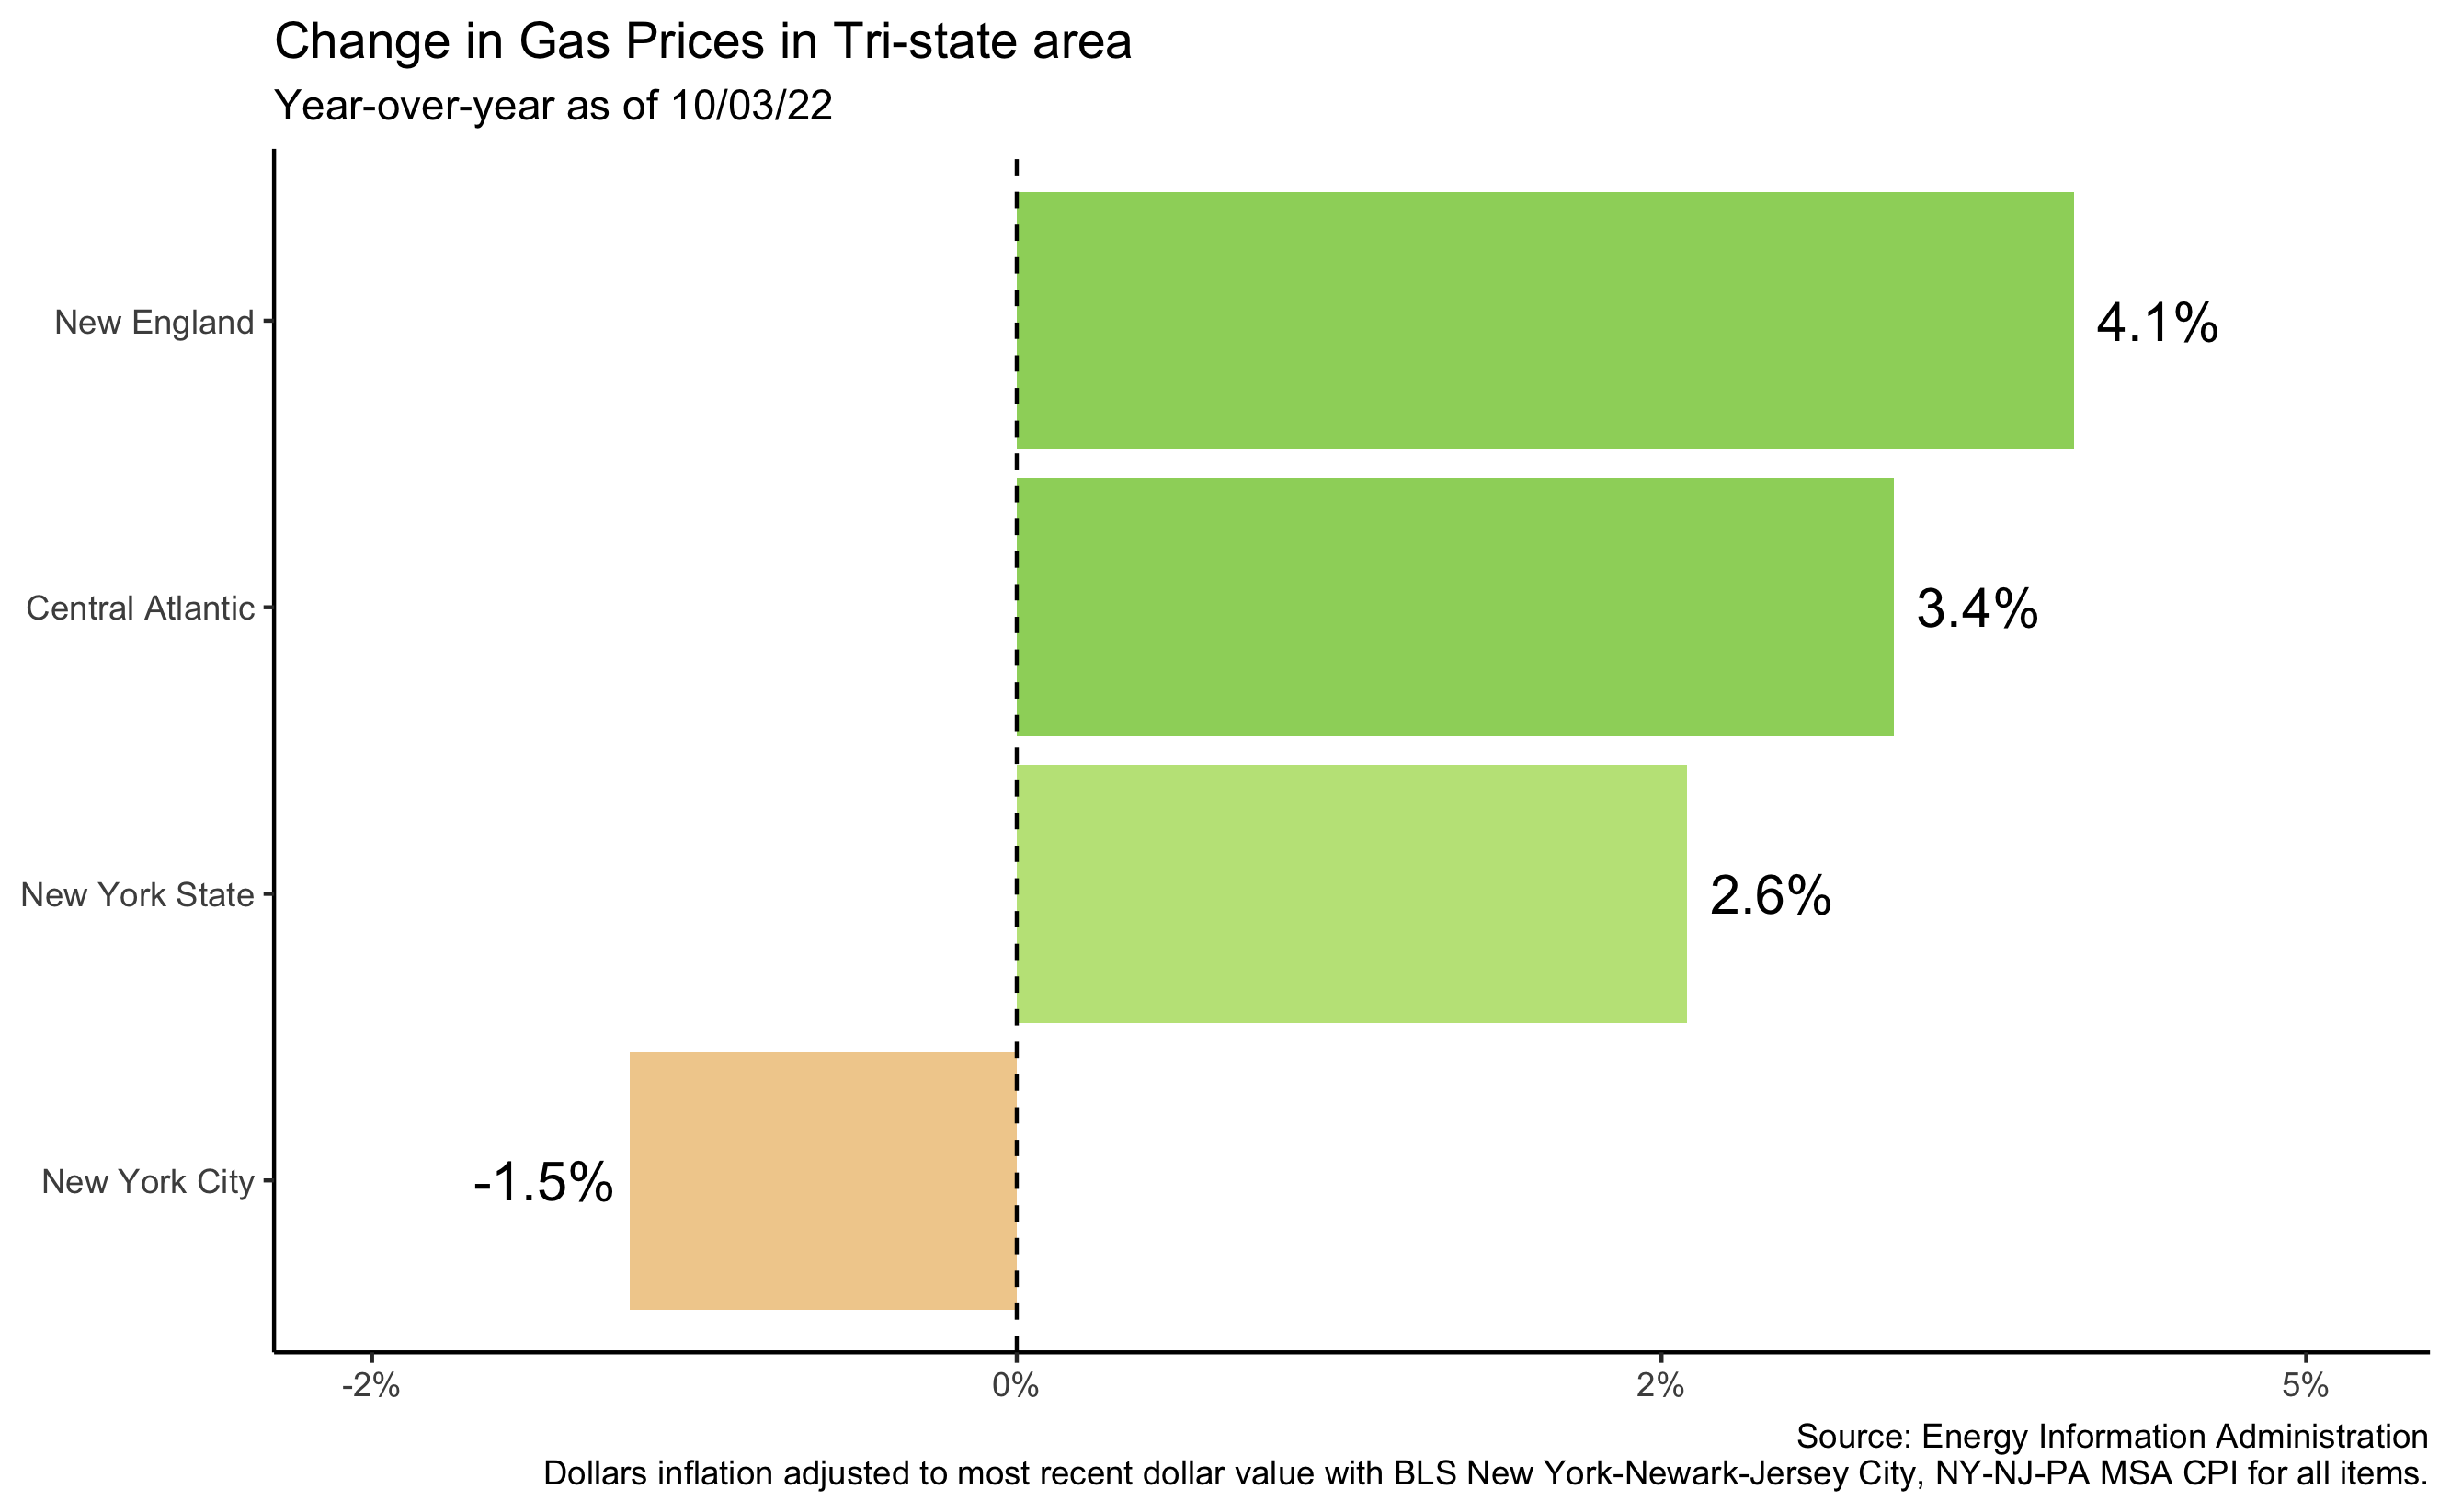 Change in Gas Prices in Tri-state area
Year-over-year as of 10/03/22
New England
4.1%
Central Atlantic
3.4%
New York State
2.6%
New York City
-1.5%
-2%
0%
2%
5%
Source: Energy Information Administration
Dollars inflation adjusted to most recent dollar value with BLS New York-Newark-Jersey City, NY-NJ-PA MSA CPI for all items.